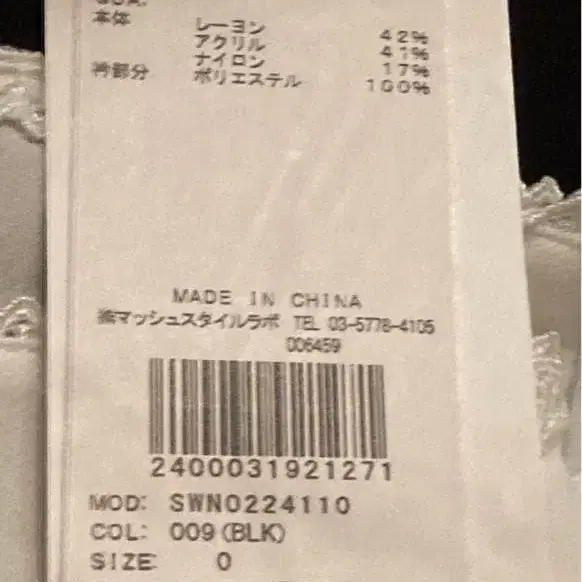 本体 レーヨン 42%
アクリル 41%
ナイロン 17%
衿部分 ポリエステル 100%
MADE IN CHINA
㈱マッシュスタイルラボ TEL 03-5778-4105
006459
2400031921271
MOD: SWNO224110
COL: 009(BLK)
SIZE: 0